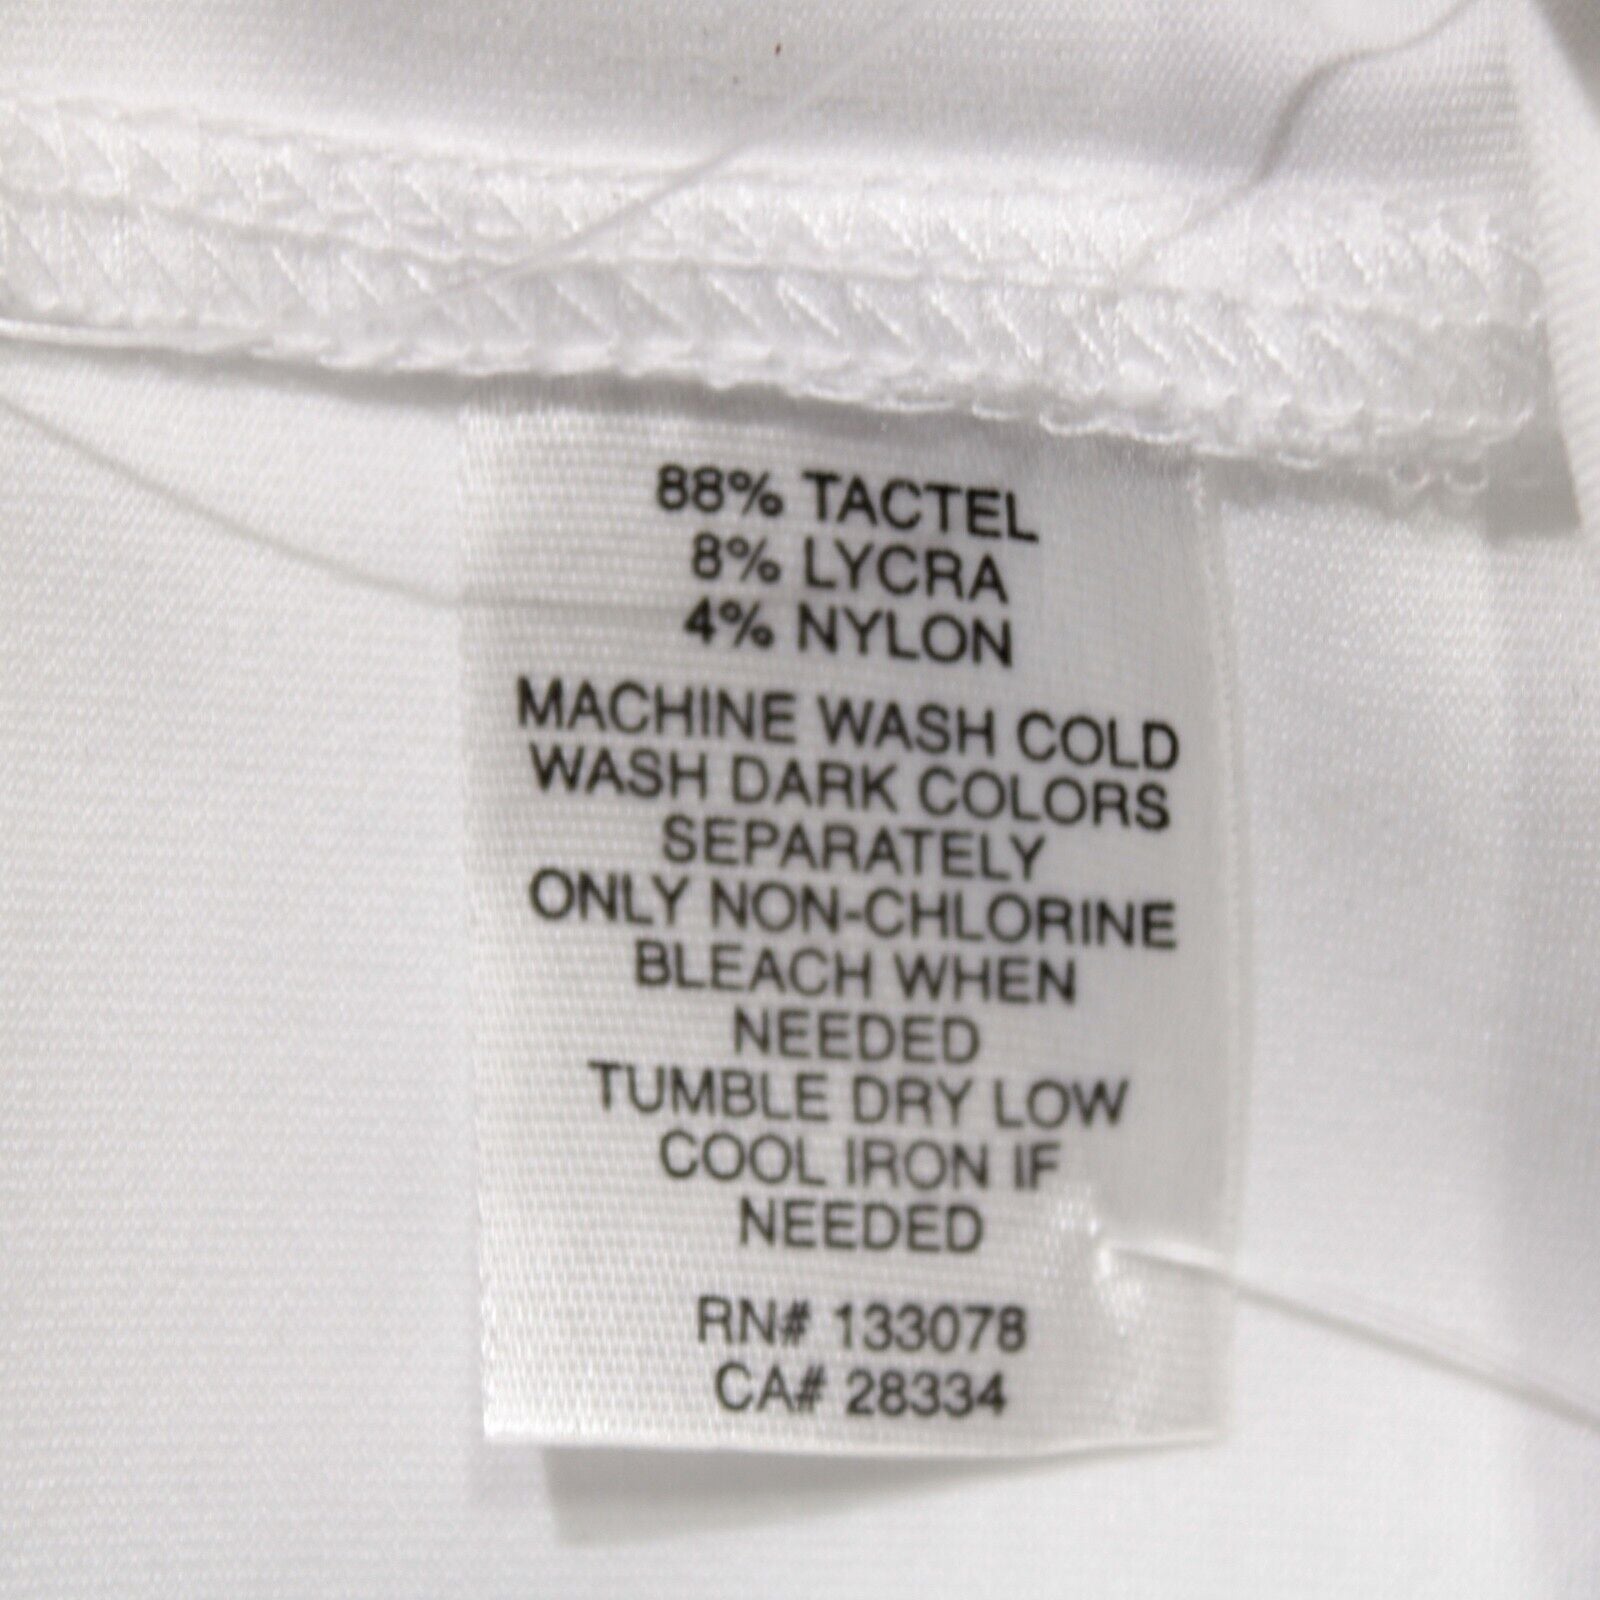 88% TACTEL
8% LYCRA
4% NYLON
MACHINE WASH COLD
WASH DARK COLORS
SEPARATELY
ONLY NON-CHLORINE
BLEACH WHEN
NEEDED
TUMBLE DRY LOW
COOL IRON IF
NEEDED
RN# 133078
CA# 28334